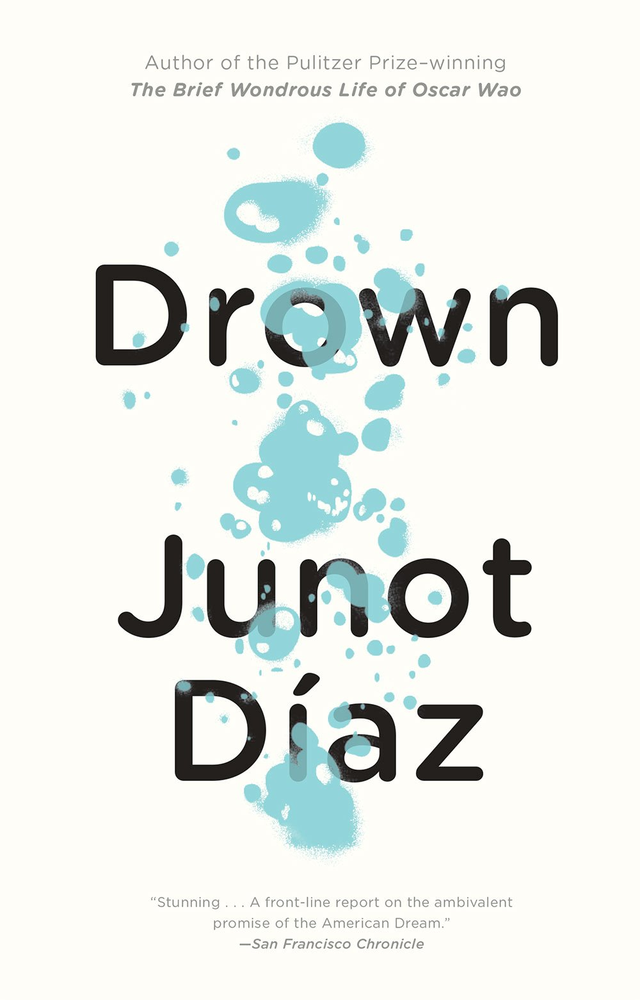 Author of the Pulitzer Prize–winning
The Brief Wondrous Life of Oscar Wao
Drown
Junot
Díaz
“Stunning . . . A front-line report on the ambivalent
promise of the American Dream.”
—San Francisco Chronicle